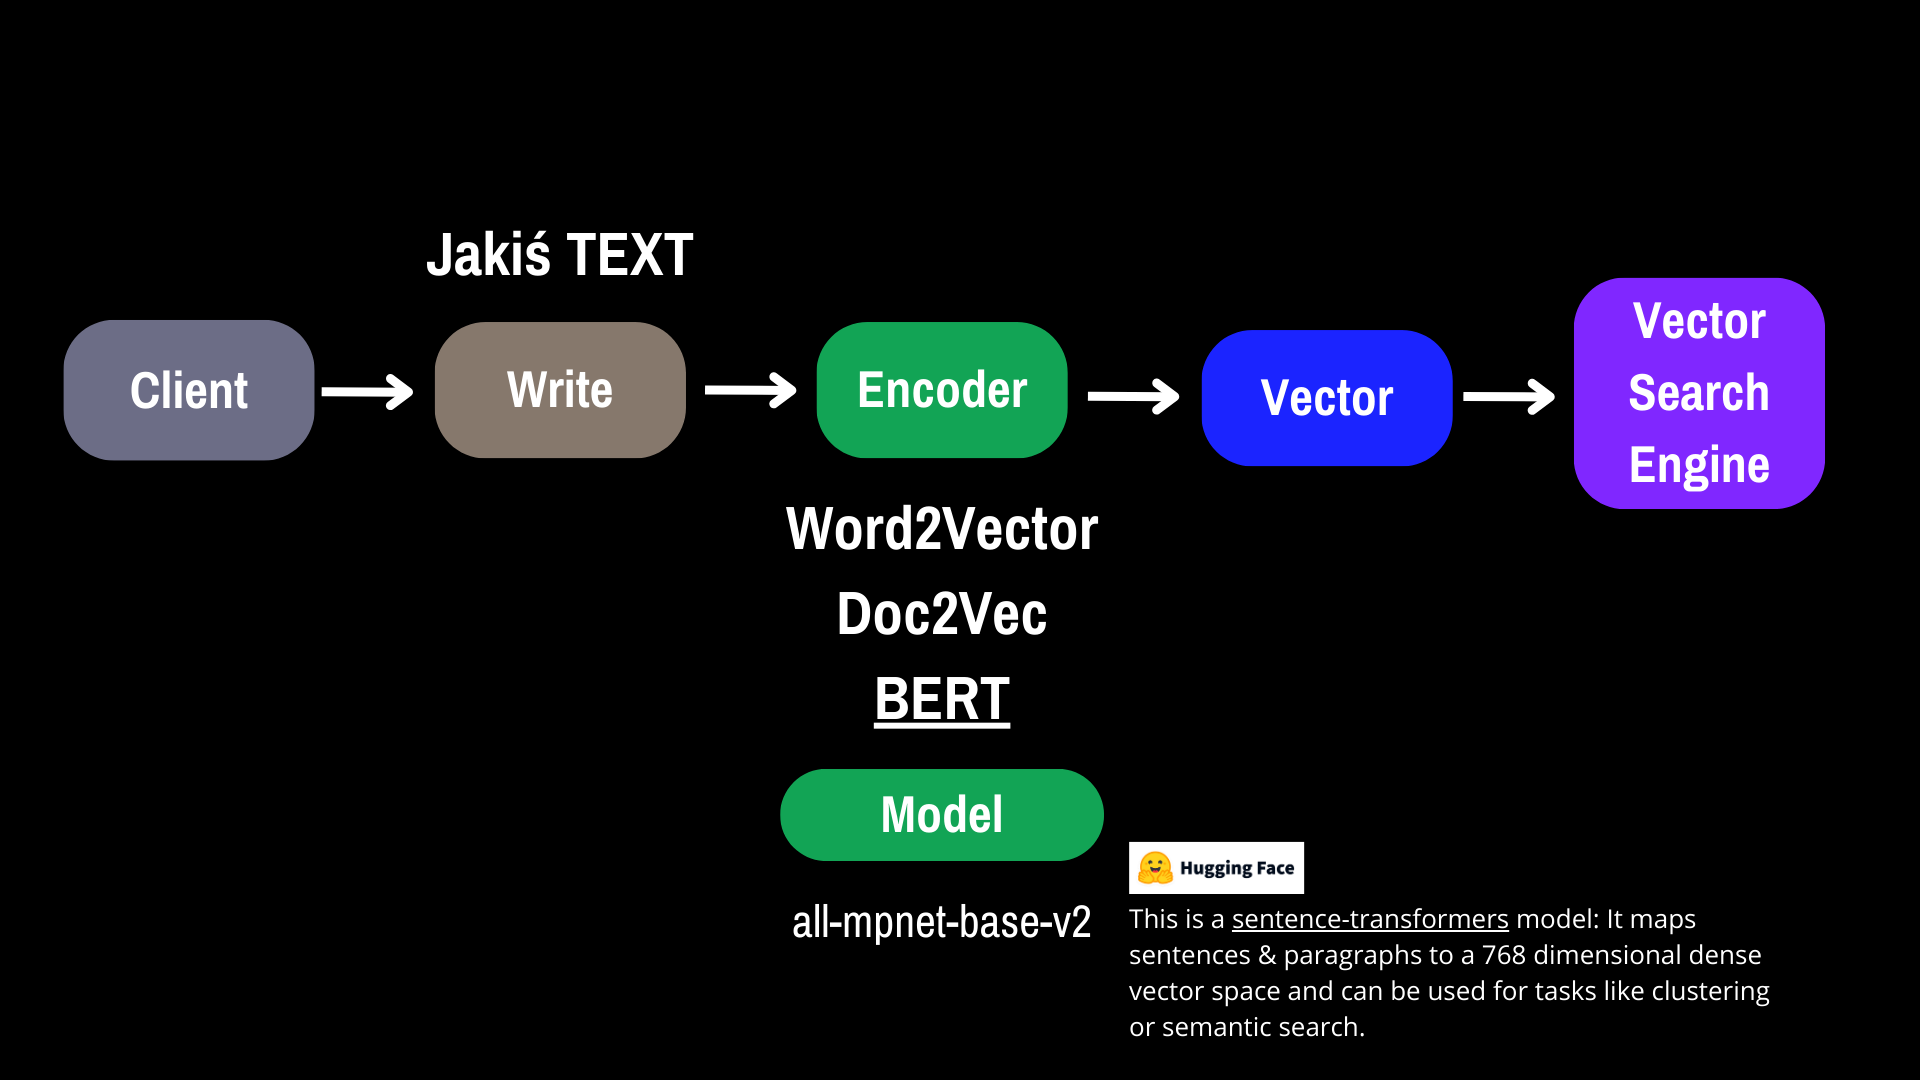 Jakiś TEXT
Client
Write
Encoder
Vector
Vector
Search
Engine
Word2Vector
Doc2Vec
BERT
Model
all-mpnet-base-v2
Hugging Face
This is a sentence-transformers model: It maps
sentences & paragraphs to a 768 dimensional dense
vector space and can be used for tasks like clustering
or semantic search.